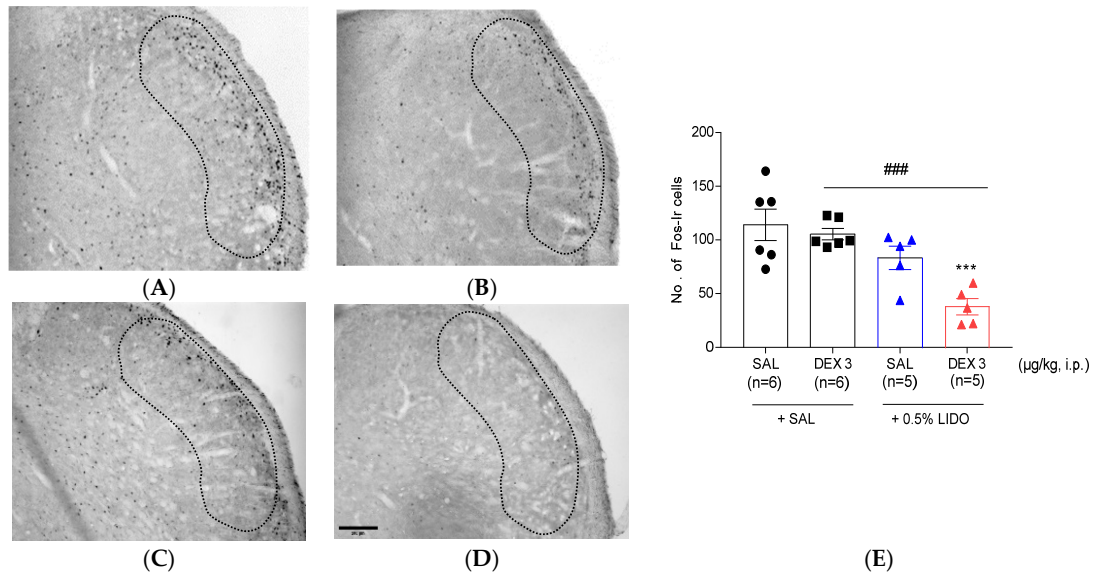 (A)
(B)
(C)
(D)
No . of Fos-Ir cells
200
150
100
50
0
###
***
SAL
(n=6)
DEX 3
(n=6)
SAL
(n=5)
DEX 3
(n=5)
(μg/kg, i.p.)
+ SAL
+ 0.5% LIDO
(E)